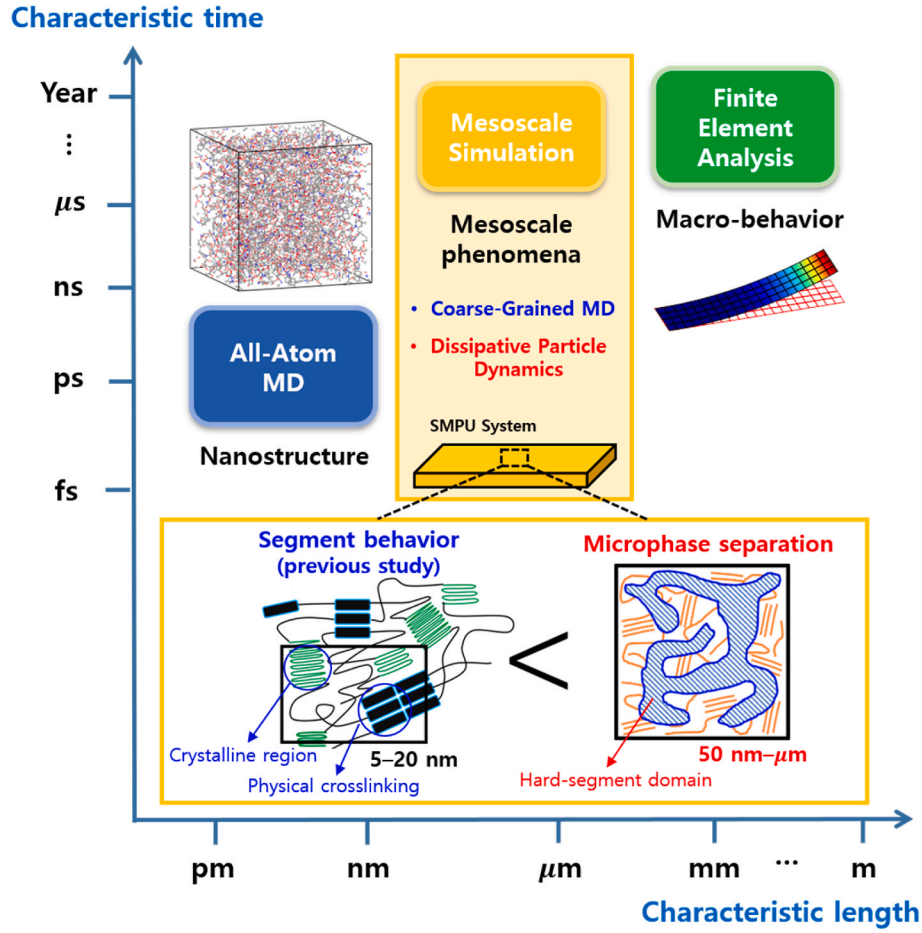 Characteristic time
Year
⋮
μs
ns
ps
fs
All-Atom
MD
Nanostructure
Mesoscale
Simulation
Mesoscale
phenomena
• Coarse-Grained MD
• Dissipative Particle
Dynamics
SMPU System
Finite
Element
Analysis
Macro-behavior
Segment behavior
(previous study)
Crystalline region
5–20 nm
Physical crosslinking
<
Microphase separation
50 nm–μm
Hard-segment domain
pm
nm
μm
mm
···
m
Characteristic length